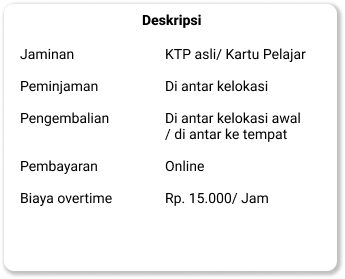 Deskripsi
Jaminan KTP asli/ Kartu Pelajar
Peminjaman Di antar kelokasi
Pengembalian Di antar kelokasi awal
/ di antar ke tempat
Pembayaran Online
Biaya overtime Rp. 15.000/ Jam